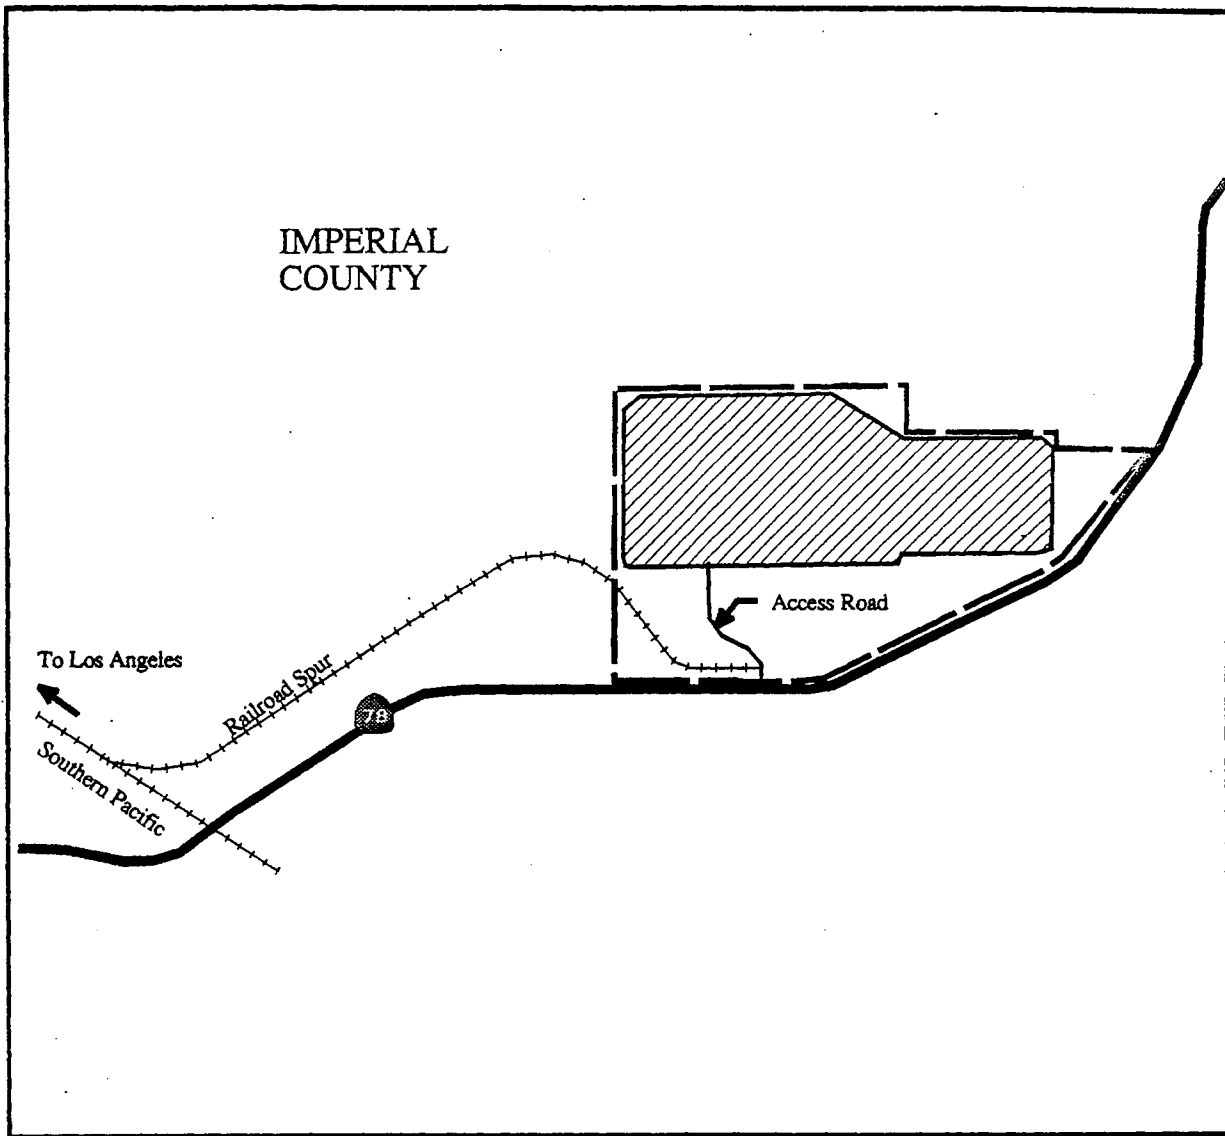 IMPERIAL
COUNTY
Access Road
To Los Angeles
Railroad Spur
78
Southern Pacific